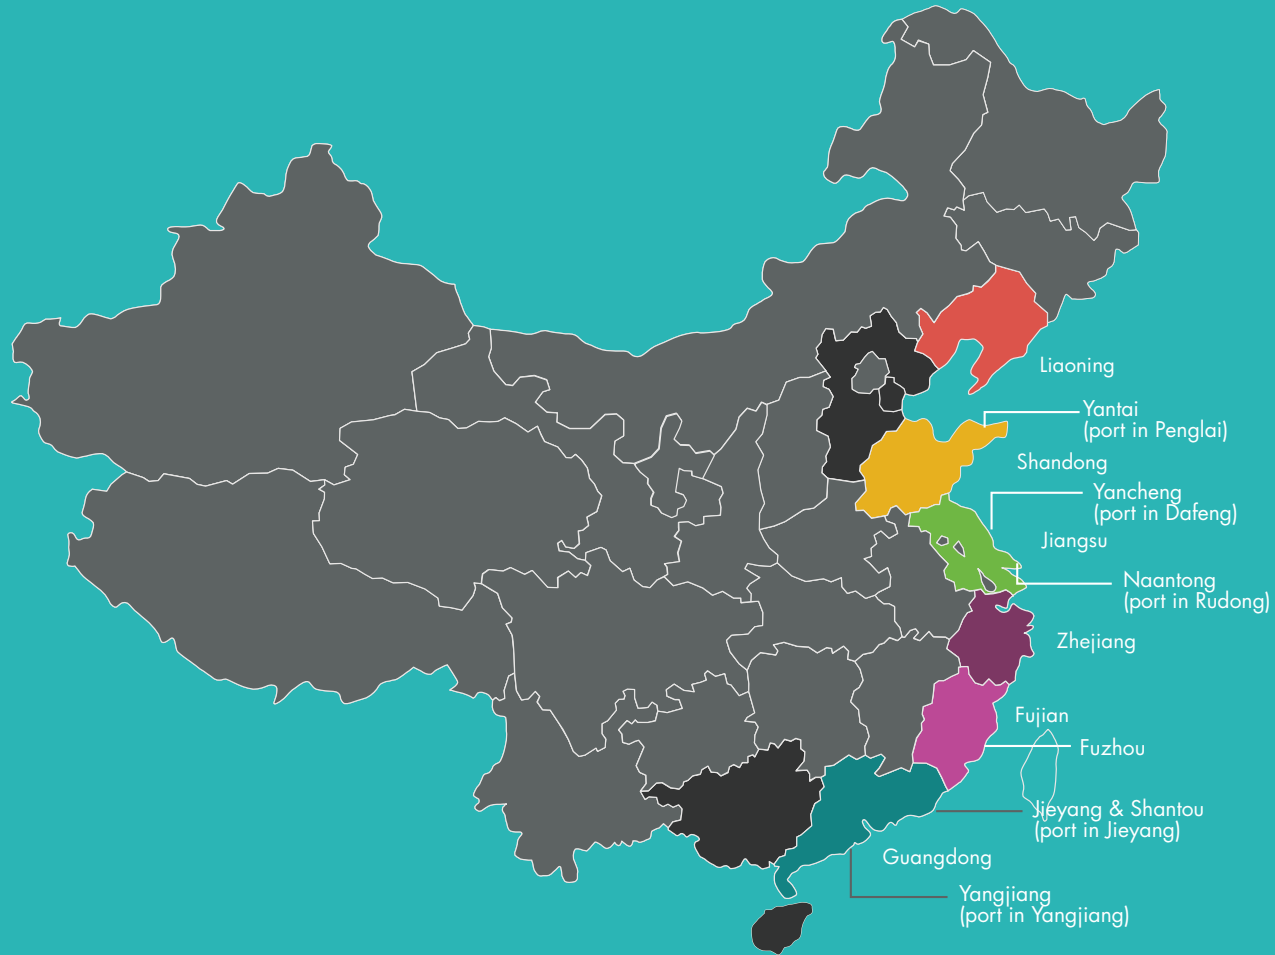 Liaoning
Yantai
(port in Penglai)
Shandong
Yancheng
(port in Dafeng)
Jiangsu
Naantong
(port in Rudong)
Zhejiang
Fujian
Fuzhou
Jieyang & Shantou
(port in Jieyang)
Guangdong
Yangjiang
(port in Yangjiang)